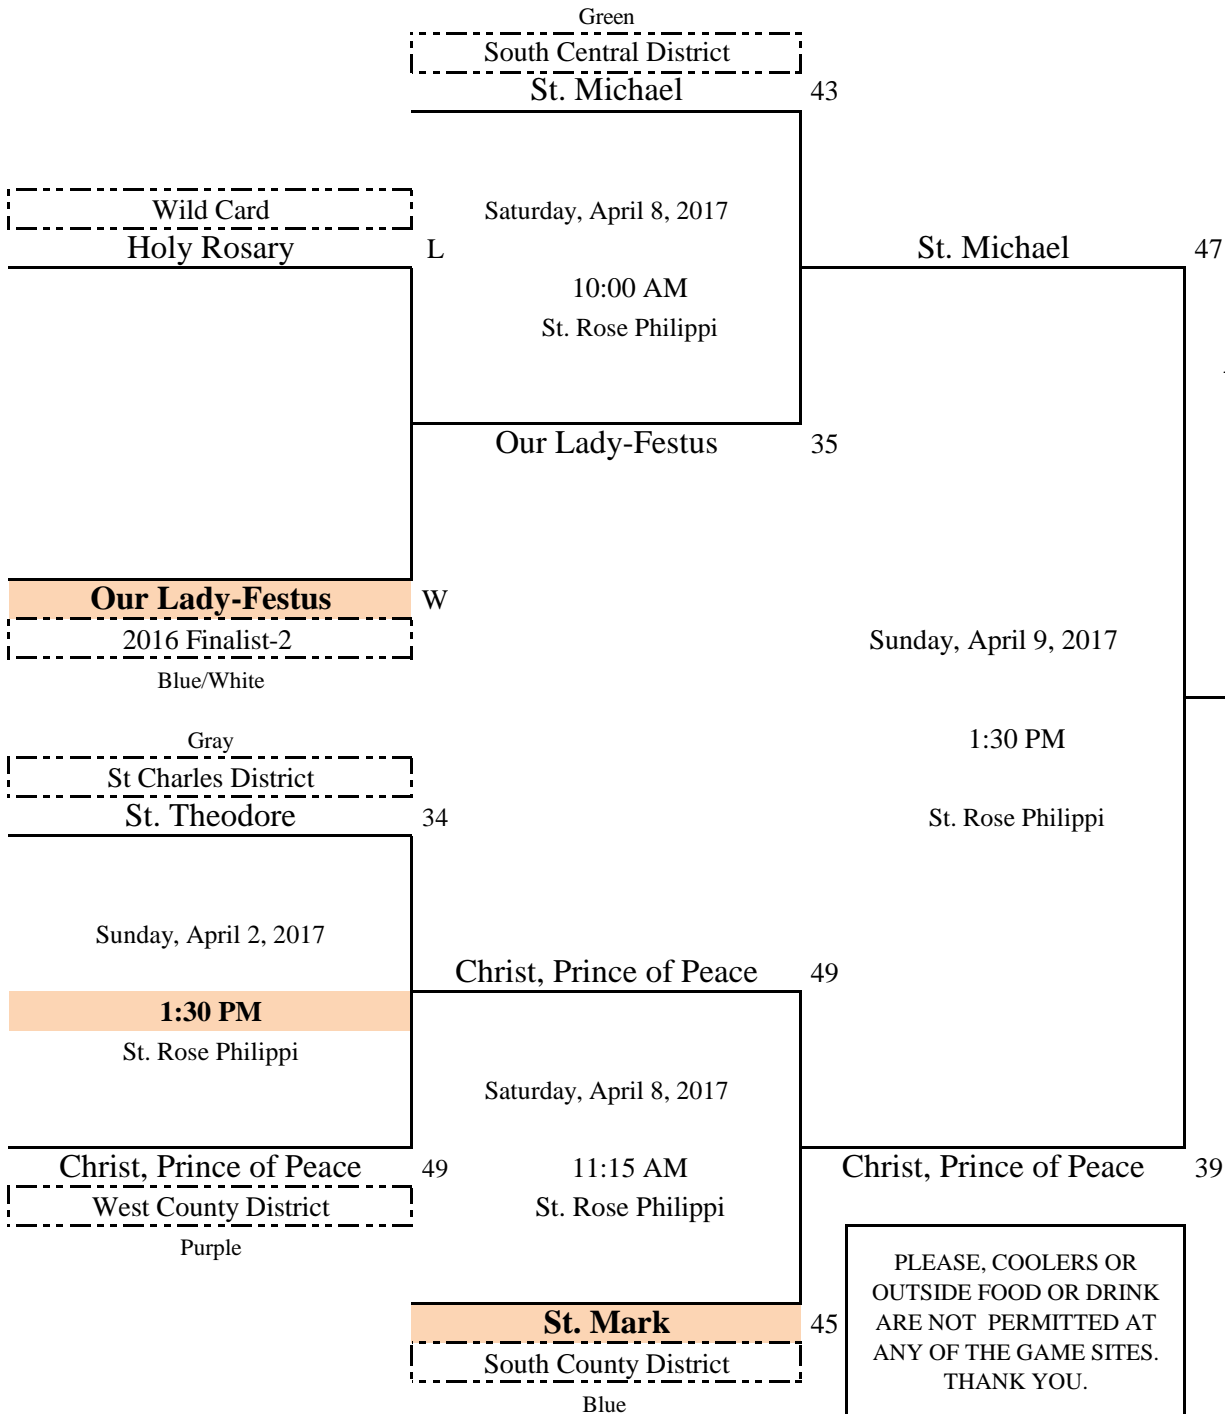 Green
South Central District
St. Michael 43
Wild Card
Holy Rosary L
Saturday, April 8, 2017
10:00 AM
St. Rose Philippi
St. Michael 47
Our Lady-Festus 35
Our Lady-Festus W
2016 Finalist-2
Blue/White
Sunday, April 9, 2017
1:30 PM
St. Rose Philippi
Gray
St Charles District
St. Theodore 34
Sunday, April 2, 2017
1:30 PM
St. Rose Philippi
Christ, Prince of Peace 49
Christ, Prince of Peace 49
West County District
Purple
Saturday, April 8, 2017
11:15 AM
St. Rose Philippi
Christ, Prince of Peace 39
St. Mark 45
South County District
Blue
PLEASE, COOLERS OR
OUTSIDE FOOD OR DRINK
ARE NOT PERMITTED AT
ANY OF THE GAME SITES.
THANK YOU.